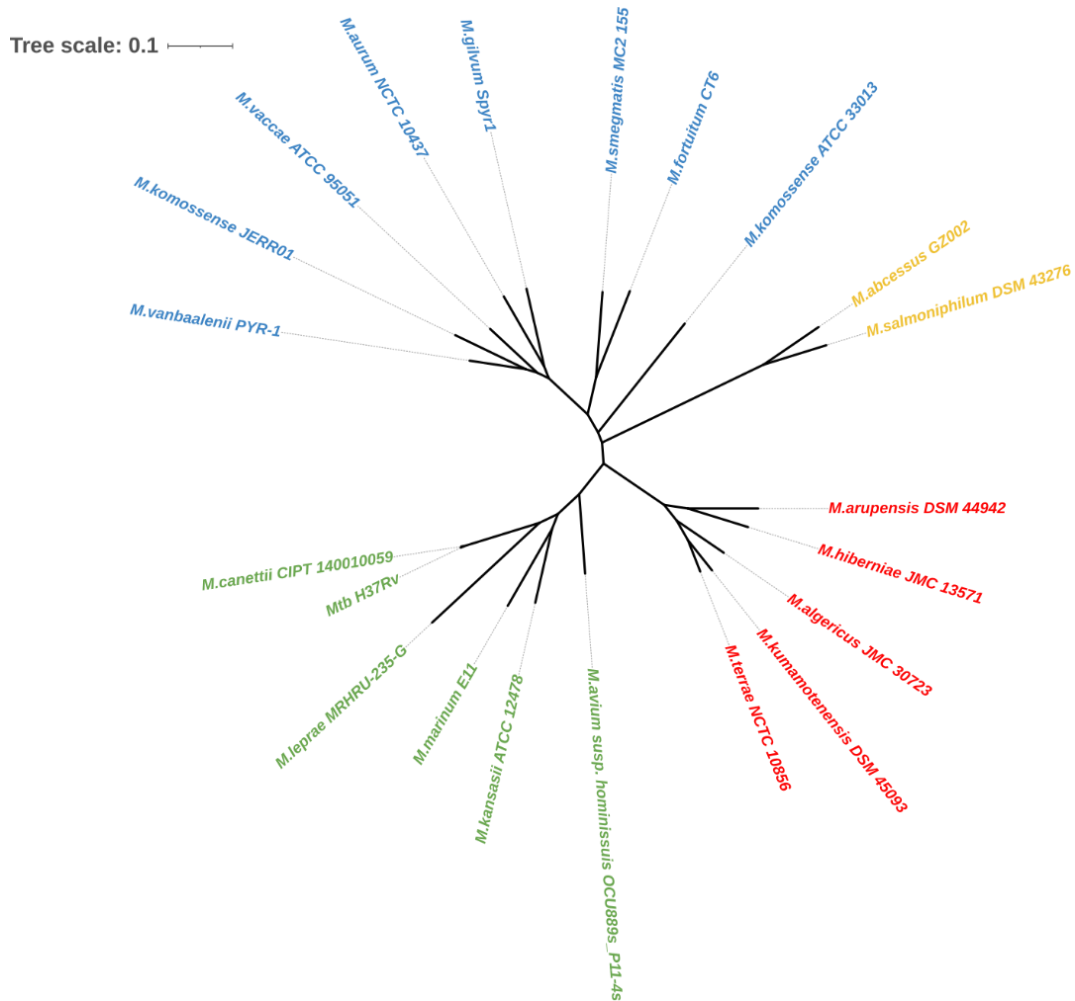 Tree scale: 0.1
M.aurum NCTC 10437
M.gilvum Spyr1
M.smegmatis MC2 155
M.fortuitum CT6
M.komossense ATCC 33013
M.vaccae ATCC 95051
M.komossense JERR01
M.vanbaalenii PYR-1
M.abcessus GZ002
M.salmoniphilum DSM 43276
M.arupensis DSM 44942
M.hiberniae JMC 13571
M.algericus JMC 30723
M.kumamotenensis DSM 45093
M.terrae NCTC 10856
M.canettii CIPT 140010059
Mtb H37Rv
M.leprae MRHRU-235-G
M.marinum E11
M.kansasii ATCC 12478
M.avium susp. hominissuis OCU889s_P11-4s